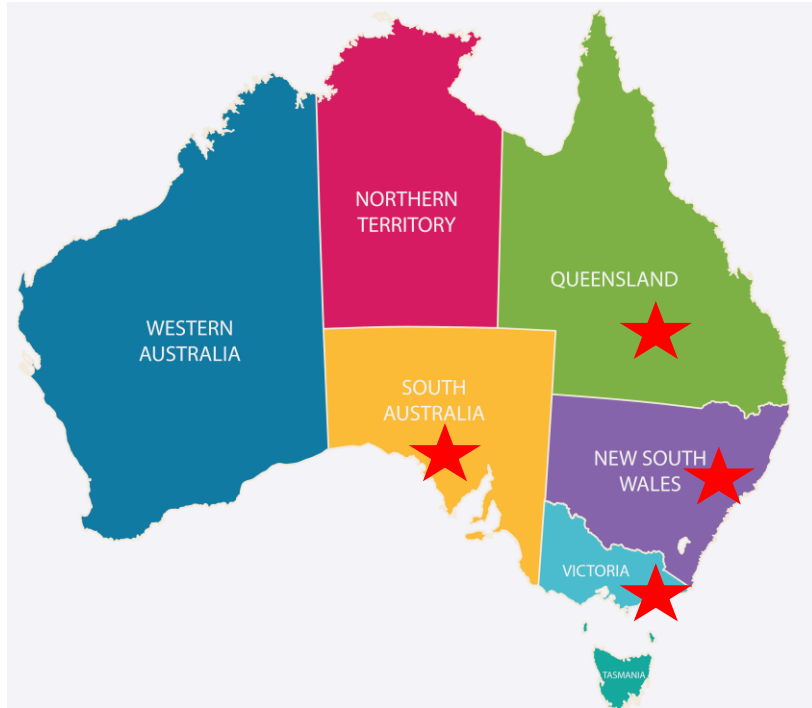 NORTHERN
TERRITORY
QUEENSLAND
WESTERN
AUSTRALIA
SOUTH
AUSTRALIA
NEW SOUTH
WALES
VICTORIA
TASMANIA